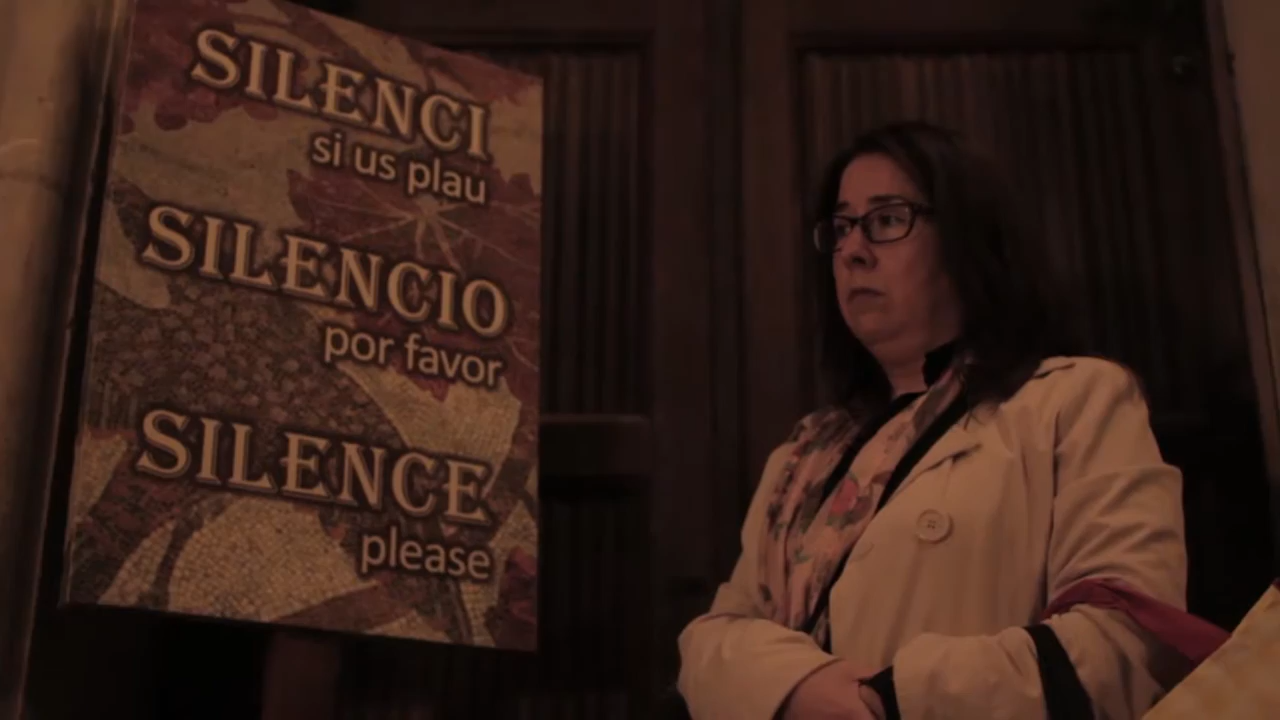 SILENCI
si us plau
SILENCIO
por favor
SILENCE
please